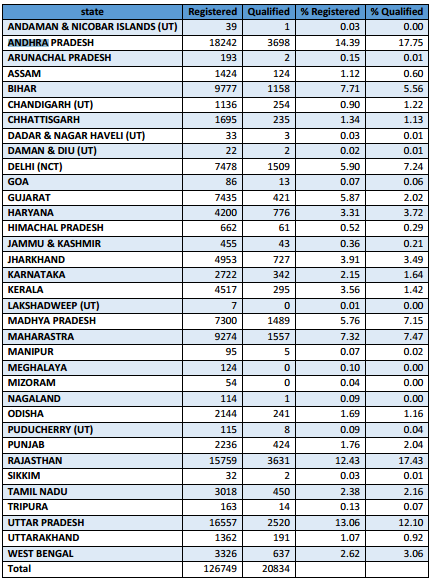 state Registered Qualified % Registered % Qualified
ANDAMAN & NICOBAR ISLANDS (UT) 39 1 0.03 0.00
ANDHRA PRADESH 18242 3698 14.39 17.75
ARUNACHAL PRADESH 193 2 0.15 0.01
ASSAM 1424 124 1.12 0.60
BIHAR 9777 1158 7.71 5.56
CHANDIGARH (UT) 1136 254 0.90 1.22
CHHATTISGARH 1695 235 1.34 1.13
DADAR & NAGAR HAVELI (UT) 33 3 0.03 0.01
DAMAN & DIU (UT) 22 2 0.02 0.01
DELHI (NCT) 7478 1509 5.90 7.24
GOA 86 13 0.07 0.06
GUJARAT 7435 421 5.87 2.02
HARYANA 4200 776 3.31 3.72
HIMACHAL PRADESH 662 61 0.52 0.29
JAMMU & KASHMIR 455 43 0.36 0.21
JHARKHAND 4953 727 3.91 3.49
KARNATAKA 2722 342 2.15 1.64
KERALA 4517 295 3.56 1.42
LAKSHADWEEP (UT) 7 0 0.01 0.00
MADHYA PRADESH 7300 1489 5.76 7.15
MAHARASTRA 9274 1557 7.32 7.47
MANIPUR 95 5 0.07 0.02
MEGHALAYA 124 0 0.10 0.00
MIZORAM 54 0 0.04 0.00
NAGALAND 114 1 0.09 0.00
ODISHA 2144 241 1.69 1.16
PUDUCHERRY (UT) 115 8 0.09 0.04
PUNJAB 2236 424 1.76 2.04
RAJASTHAN 15759 3631 12.43 17.43
SIKKIM 32 2 0.03 0.01
TAMIL NADU 3018 450 2.38 2.16
TRIPURA 163 14 0.13 0.07
UTTAR PRADESH 16557 2520 13.06 12.10
UTTARAKHAND 1362 191 1.07 0.92
WEST BENGAL 3326 637 2.62 3.06
Total 126749 20834